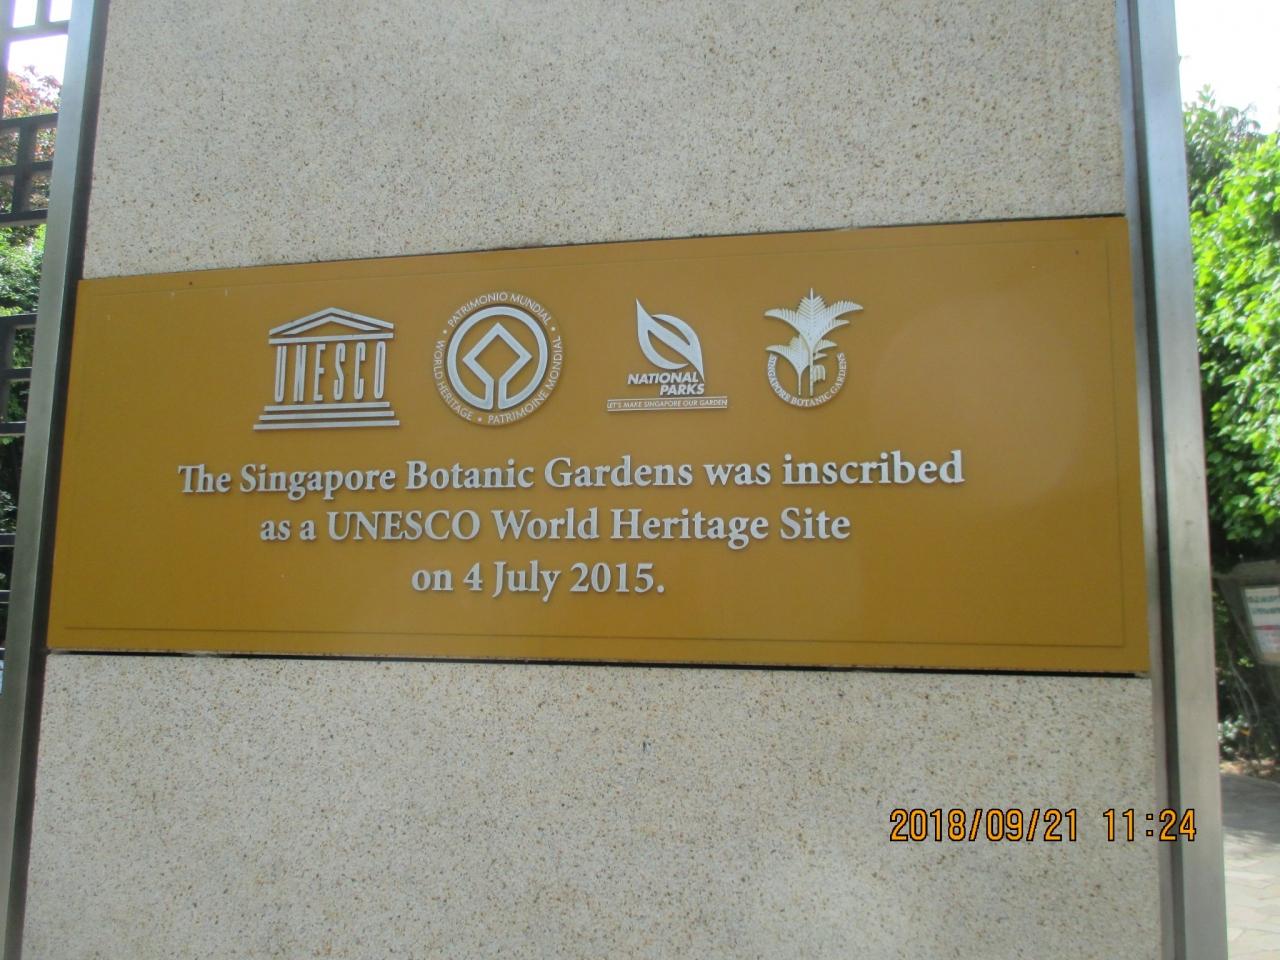 UNESCO
WORLD HERITAGE • PATRIMONIO MUNDIAL • PATRIMOINE MONDIAL •
NATIONAL
PARKS
LET'S MAKE SINGAPORE OUR GARDEN
SINGAPORE BOTANIC GARDENS
The Singapore Botanic Gardens was inscribed
as a UNESCO World Heritage Site
on 4 July 2015.
2018/09/21 11:24